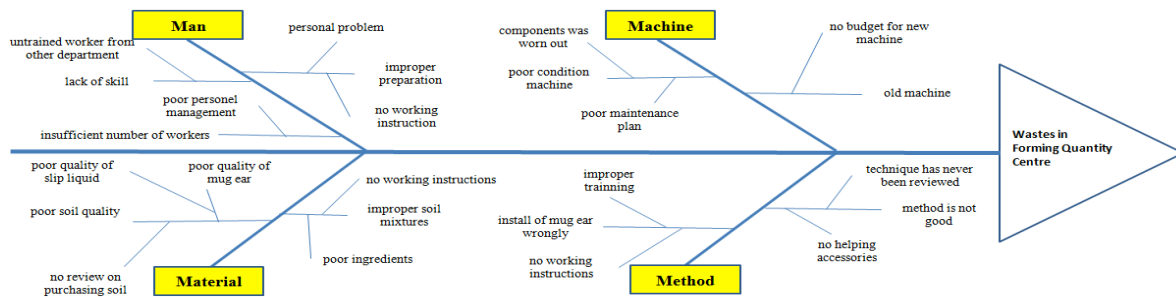 Man
untrained worker from
other department
lack of skill
personal problem
improper
preparation
no working
instruction
poor personel
management
insufficient number of workers
Machine
components was
worn out
poor condition
machine
poor maintenance
plan
no budget for new
machine
old machine
Wastes in
Forming Quantity
Centre
poor quality of
slip liquid
poor quality of
mug ear
poor soil quality
no review on
purchasing soil
no working instructions
improper soil
mixtures
poor ingredients
Material
improper
trainning
install of mug ear
wrongly
no working
instructions
technique has never
been reviewed
method is not
good
no helping
accessories
Method